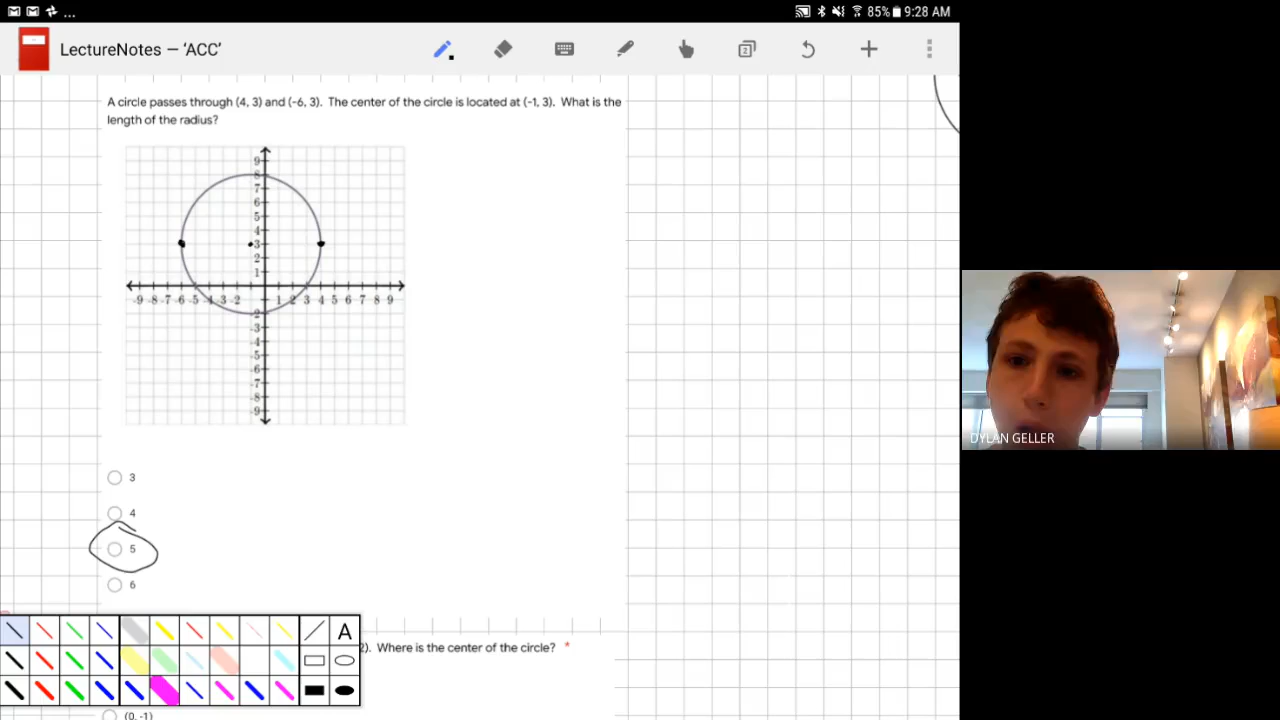 ... 85% 9:28 AM
LectureNotes — ‘ACC’
2
A circle passes through (4, 3) and (-6, 3). The center of the circle is located at (-1, 3). What is the
length of the radius?
9
8
7
6
5
4
3
2
1
-9 -8 -7 -6 -5 -4 -3 -2 1 2 3 4 5 6 7 8 9
-2
-3
-4
-5
-6
-7
-8
-9
3
4
5
6
A
2). Where is the center of the circle? *
(0, -1)
DYLAN GELLER